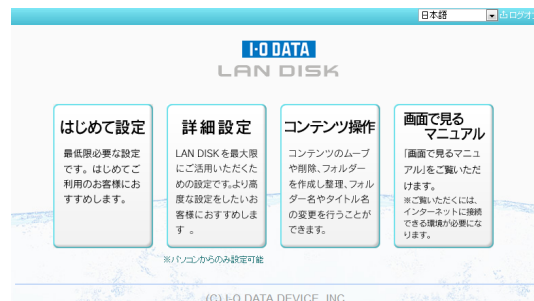 日本語
ログオフ
I-O DATA
LAN DISK
はじめて設定
最低限必要な設定
です。はじめてご
利用のお客様にお
すすめします。
詳細設定
LAN DISKを最大限
にご活用いただくた
めの設定です。より高
度な設定をしたいお
客様におすすめしま
す 。
※パソコンからのみ設定可能
コンテンツ操作
コンテンツのムーブ
や削除、フォルダー
を作成し整理、フォル
ダー名やタイトル名
の変更を行うことが
できます。
画面で見る
マニュアル
「画面で見るマニュ
アル」をご覧いただ
けます。
※ご覧いただくには、
インターネットに接続
できる環境が必要にな
ります。
(C) I-O DATA DEVICE, INC.